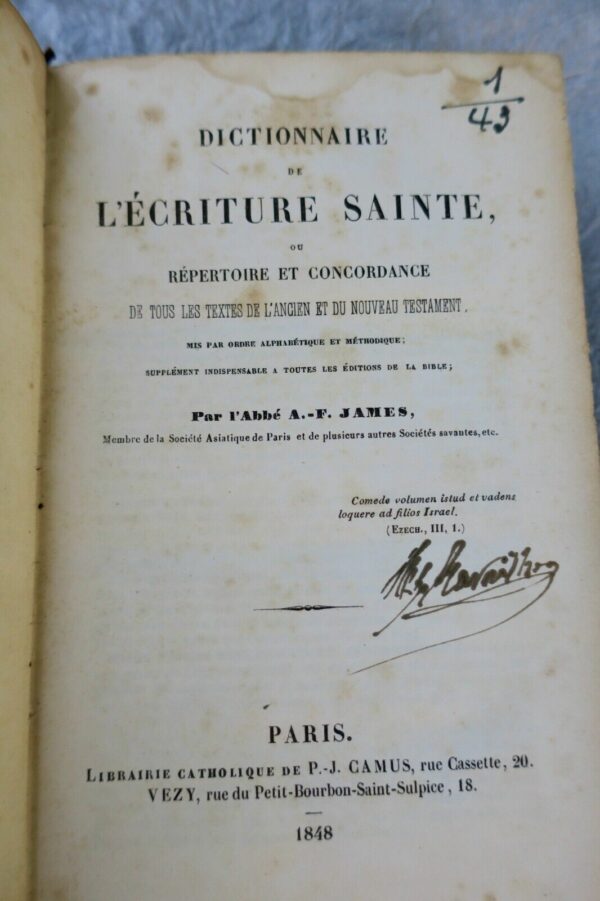 1
43
DICTIONNAIRE
DE
L'ÉCRITURE SAINTE,
OU
RÉPERTOIRE ET CONCORDANCE
DE TOUS LES TEXTES DE L'ANCIEN ET DU NOUVEAU TESTAMENT,
MIS PAR ORDRE ALPHABÉTIQUE ET MÉTHODIQUE;
SUPPLÉMENT INDISPENSABLE A TOUTES LES ÉDITIONS DE LA BIBLE;
Par l'Abbé A.-F. JAMES,
Membre de la Société Asiatique de Paris et de plusieurs autres Sociétés savantes, etc.
Comede volumen istud et vadens
loquere ad filios Israel.
(EZECH., III, 1.)
PARIS.
LIBRAIRIE CATHOLIQUE DE P.-J. CAMUS, rue Cassette, 20.
VEZY, rue du Petit-Bourbon-Saint-Sulpice, 18.
1848